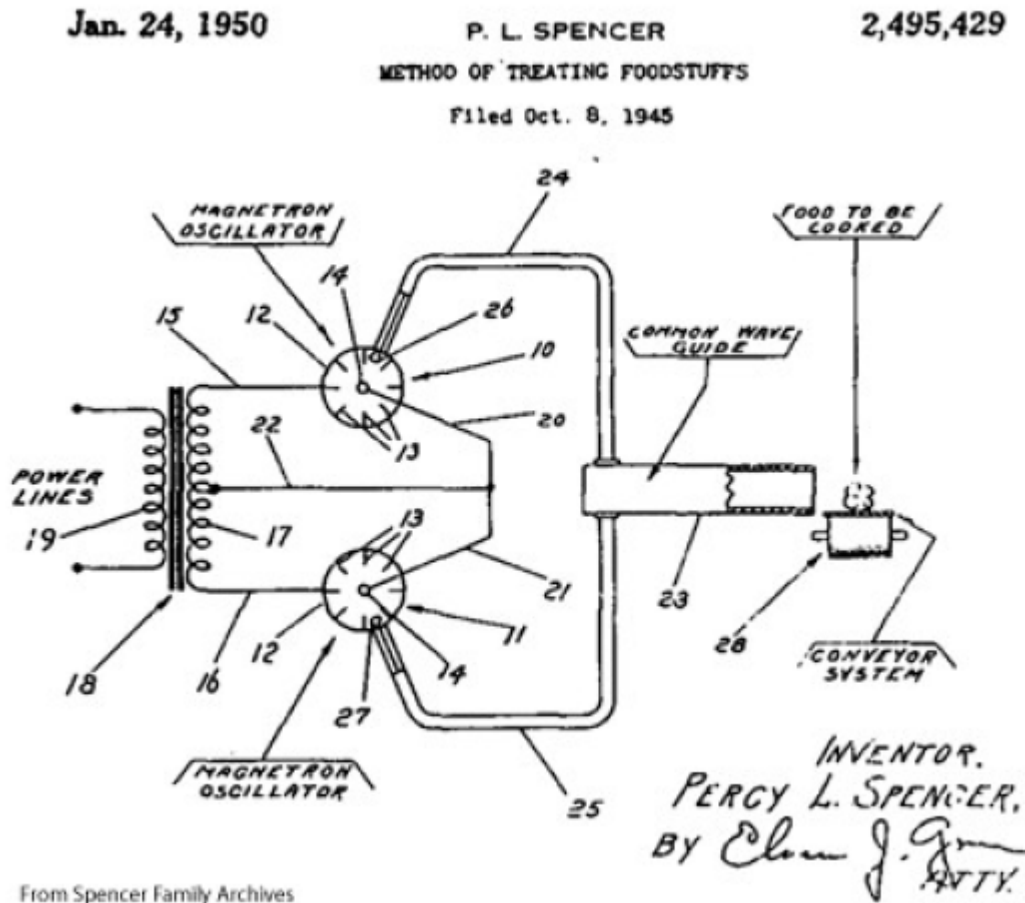 Jan. 24, 1950
P. L. SPENCER
2,495,429
METHOD OF TREATING FOODSTUFFS
Filed Oct. 8, 1945
24
MAGNETRON
OSCILLATOR
FOOD TO BE
COOKED
14
26
15
12
COMMON WAVE
GUIDE
10
20
13
22
POWER
LINES
19
17
13
21
23
28
18
16
12
11
14
27
CONVEYOR
SYSTEM
MAGNETRON
OSCILLATOR
25
INVENTOR.
PERCY L. SPENCER,
BY
J.
ATTY.
From Spencer Family Archives